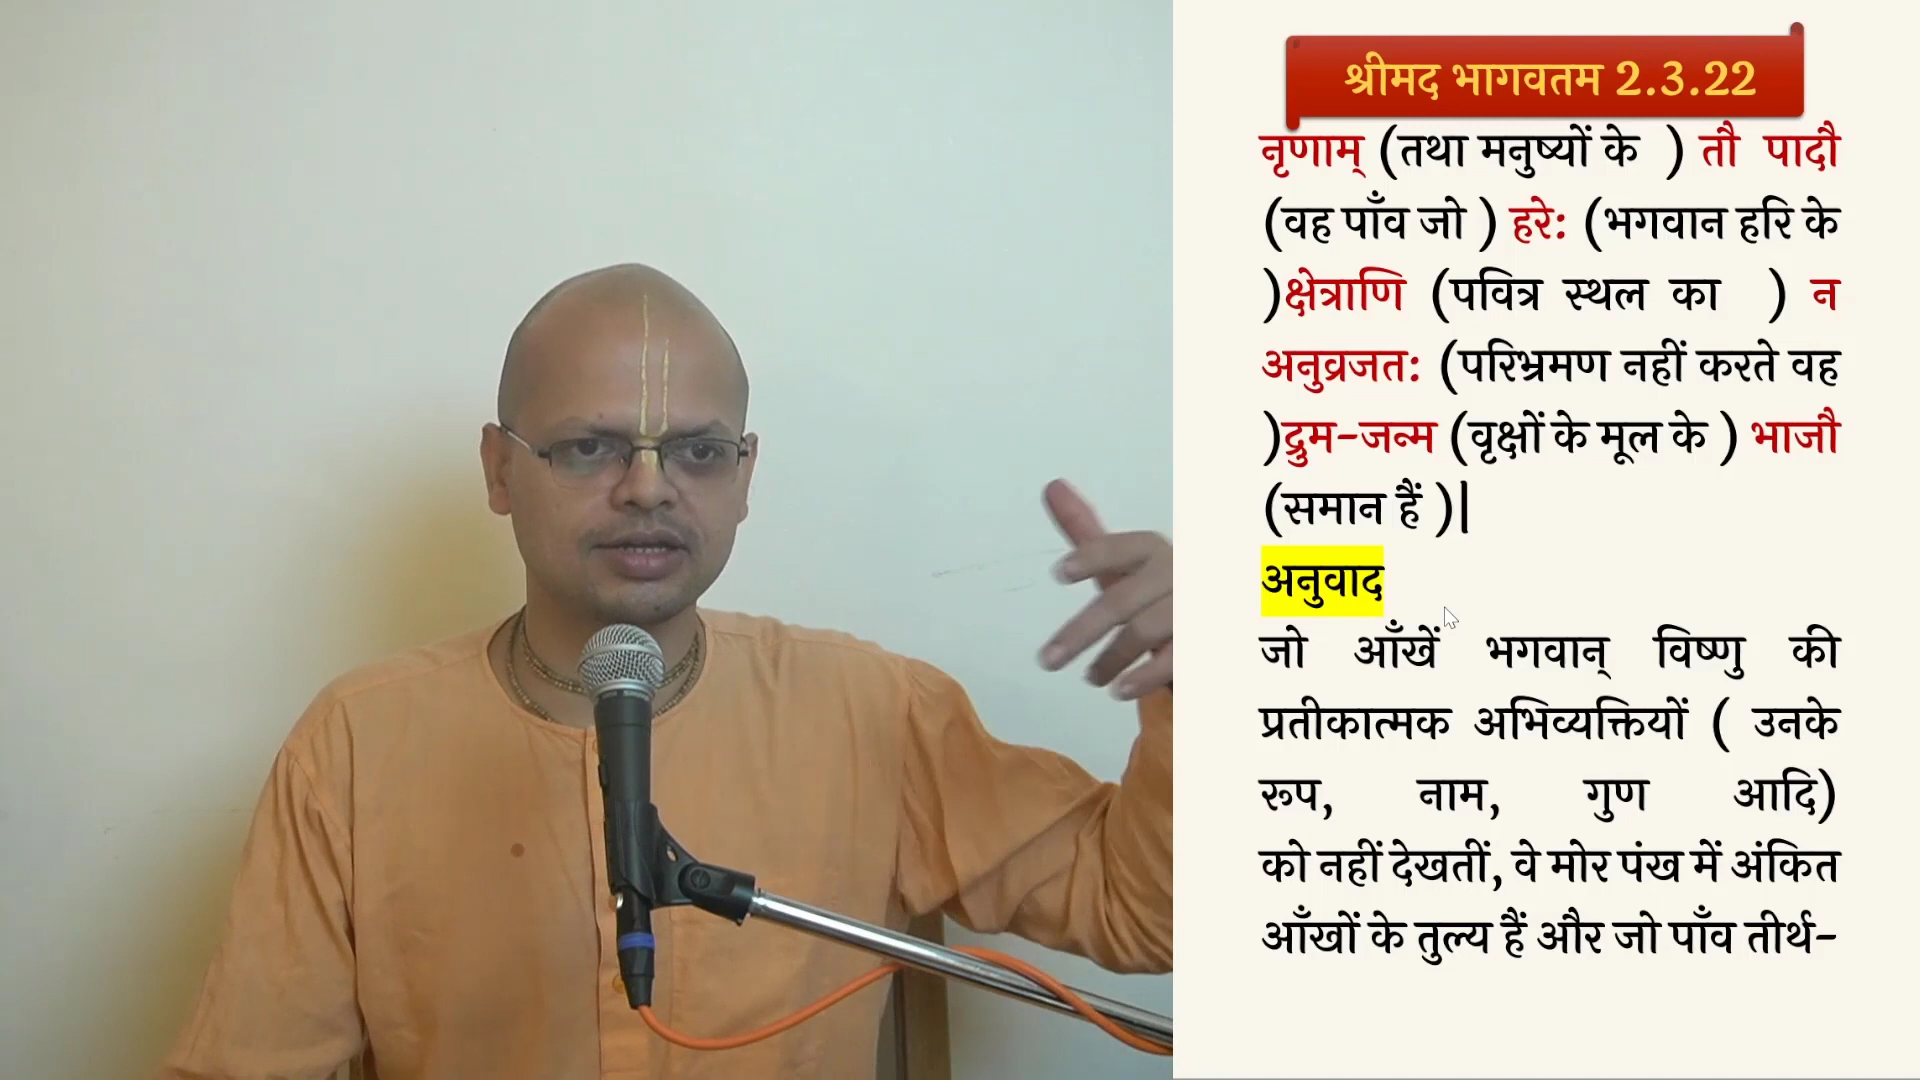 श्रीमद भागवतम 2.3.22
नृणाम् (तथा मनुष्यों के ) तौ पादौ
(वह पाँव जो ) हरे: (भगवान हरि के
)क्षेत्राणि (पवित्र स्थल का ) न
अनुव्रजत: (परिभ्रमण नहीं करते वह
)द्रुम-जन्म (वृक्षों के मूल के ) भाजौ
(समान हैं )|
अनुवाद
जो आँखें भगवान् विष्णु की
प्रतीकात्मक अभिव्यक्तियों ( उनके
रूप, नाम, गुण आदि)
को नहीं देखतीं, वे मोर पंख में अंकित
आँखों के तुल्य हैं और जो पाँव तीर्थ-